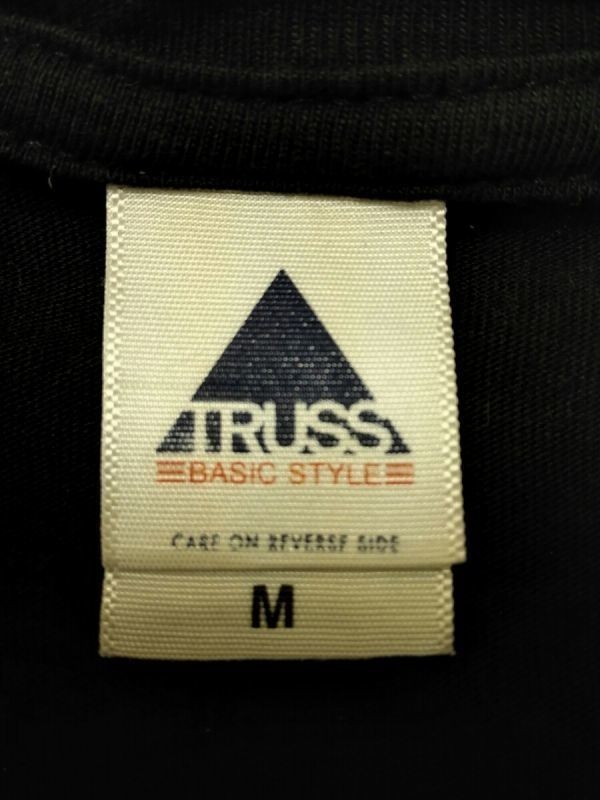 TRUSS
BASIC STYLE
CARE ON REVERSE SIDE
M